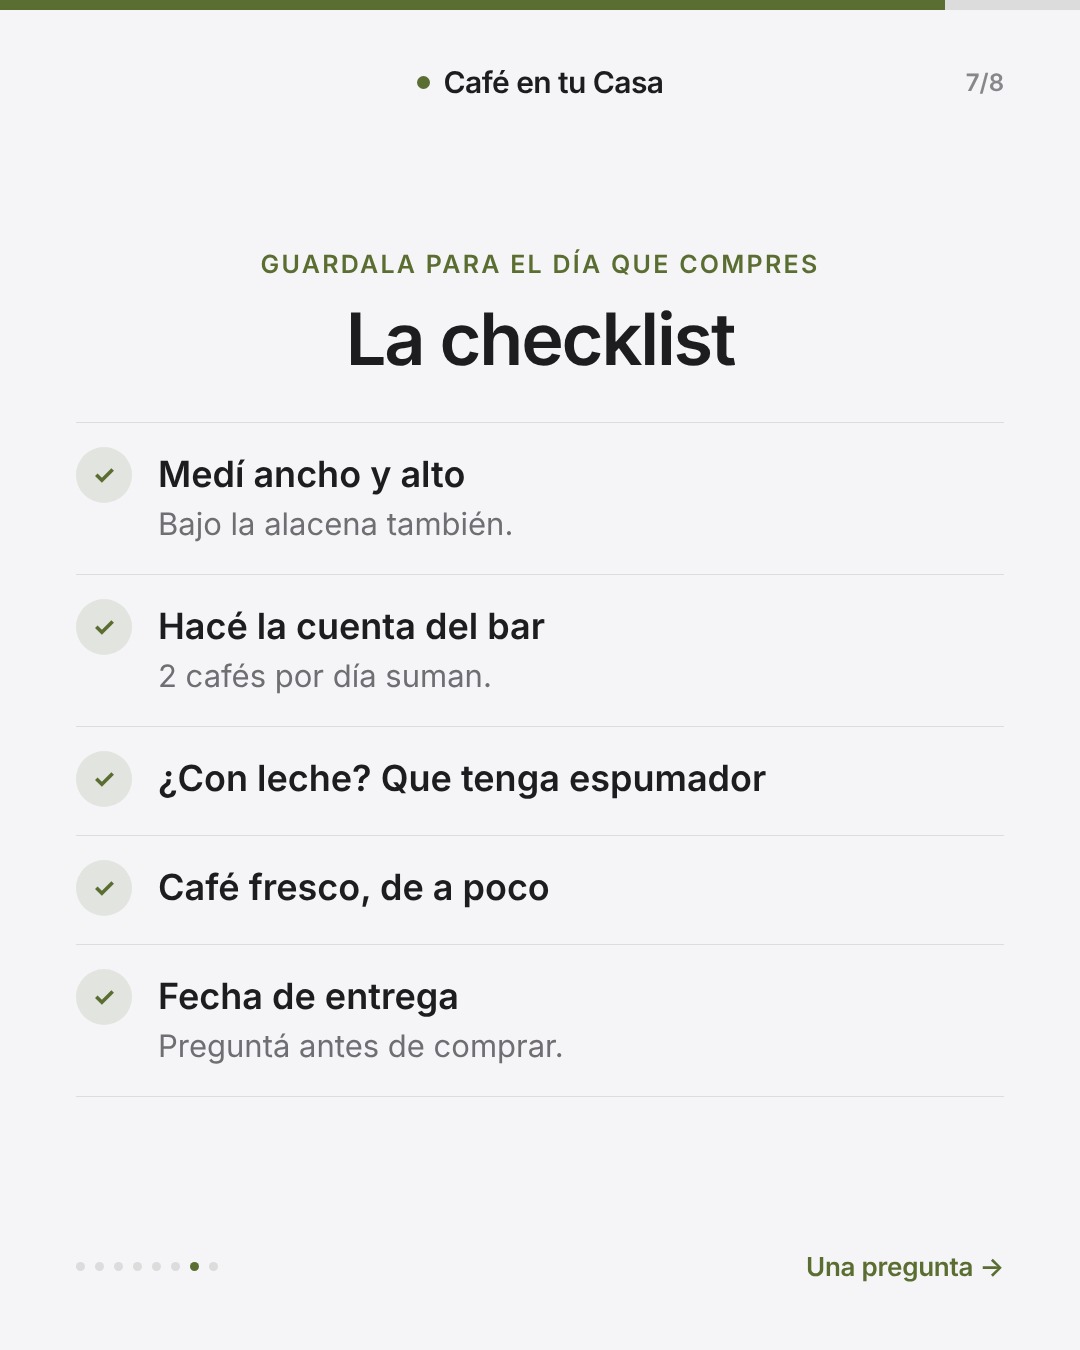 Café en tu Casa
7/8
GUARDALA PARA EL DÍA QUE COMPRES
La checklist
Medí ancho y alto
Bajo la alacena también.
Hacé la cuenta del bar
2 cafés por día suman.
¿Con leche? Que tenga espumador
Café fresco, de a poco
Fecha de entrega
Preguntá antes de comprar.
Una pregunta →